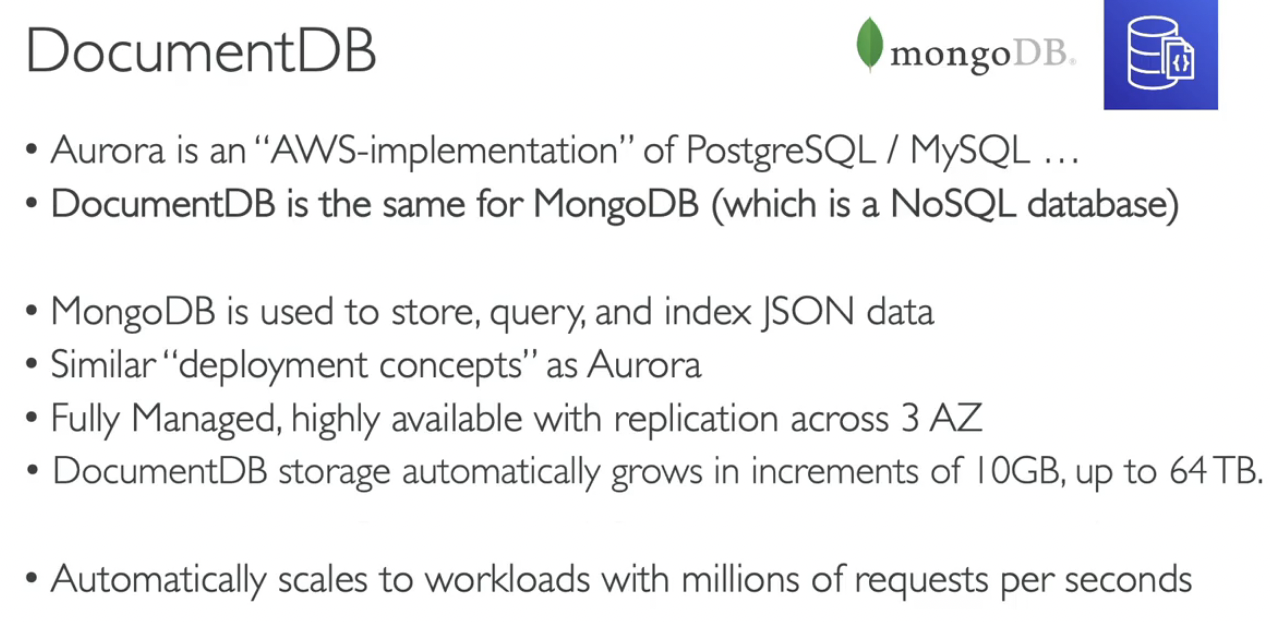 DocumentDB
mongoDB®
{}
• Aurora is an “AWS-implementation” of PostgreSQL / MySQL …
• DocumentDB is the same for MongoDB (which is a NoSQL database)
• MongoDB is used to store, query, and index JSON data
• Similar “deployment concepts” as Aurora
• Fully Managed, highly available with replication across 3 AZ
• DocumentDB storage automatically grows in increments of 10GB, up to 64 TB.
• Automatically scales to workloads with millions of requests per seconds